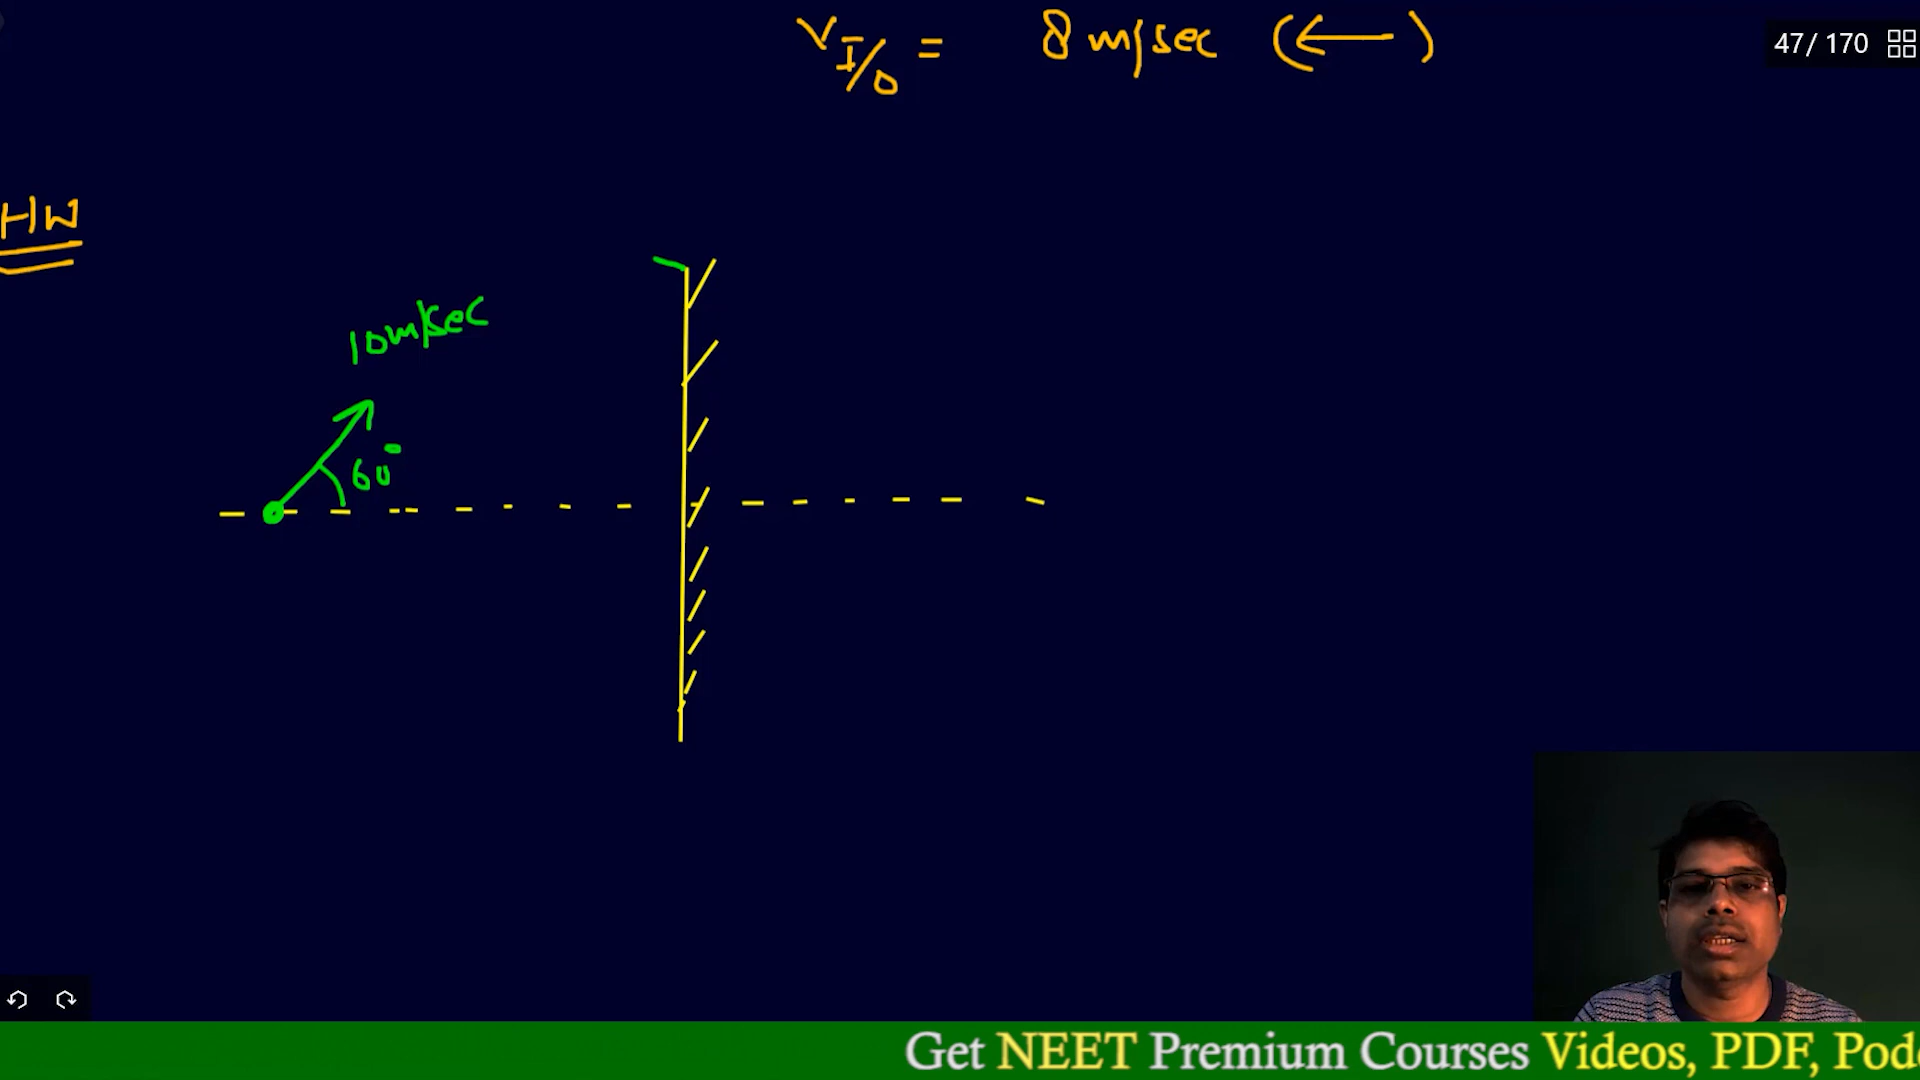 V I/O = 8 m/sec (←)
47/ 170
HW
10m/sec
60°
Get NEET Premium Courses Videos, PDF, Pod